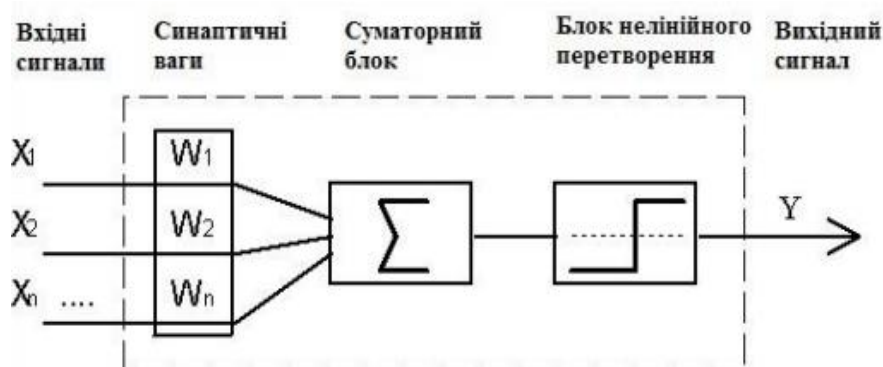 Вхідні сигнали
Синаптичні ваги
Суматорний блок
Блок нелінійного перетворення
Вихідний сигнал
X1
W1
X2
W2
Xn ....
Wn
Σ
Y